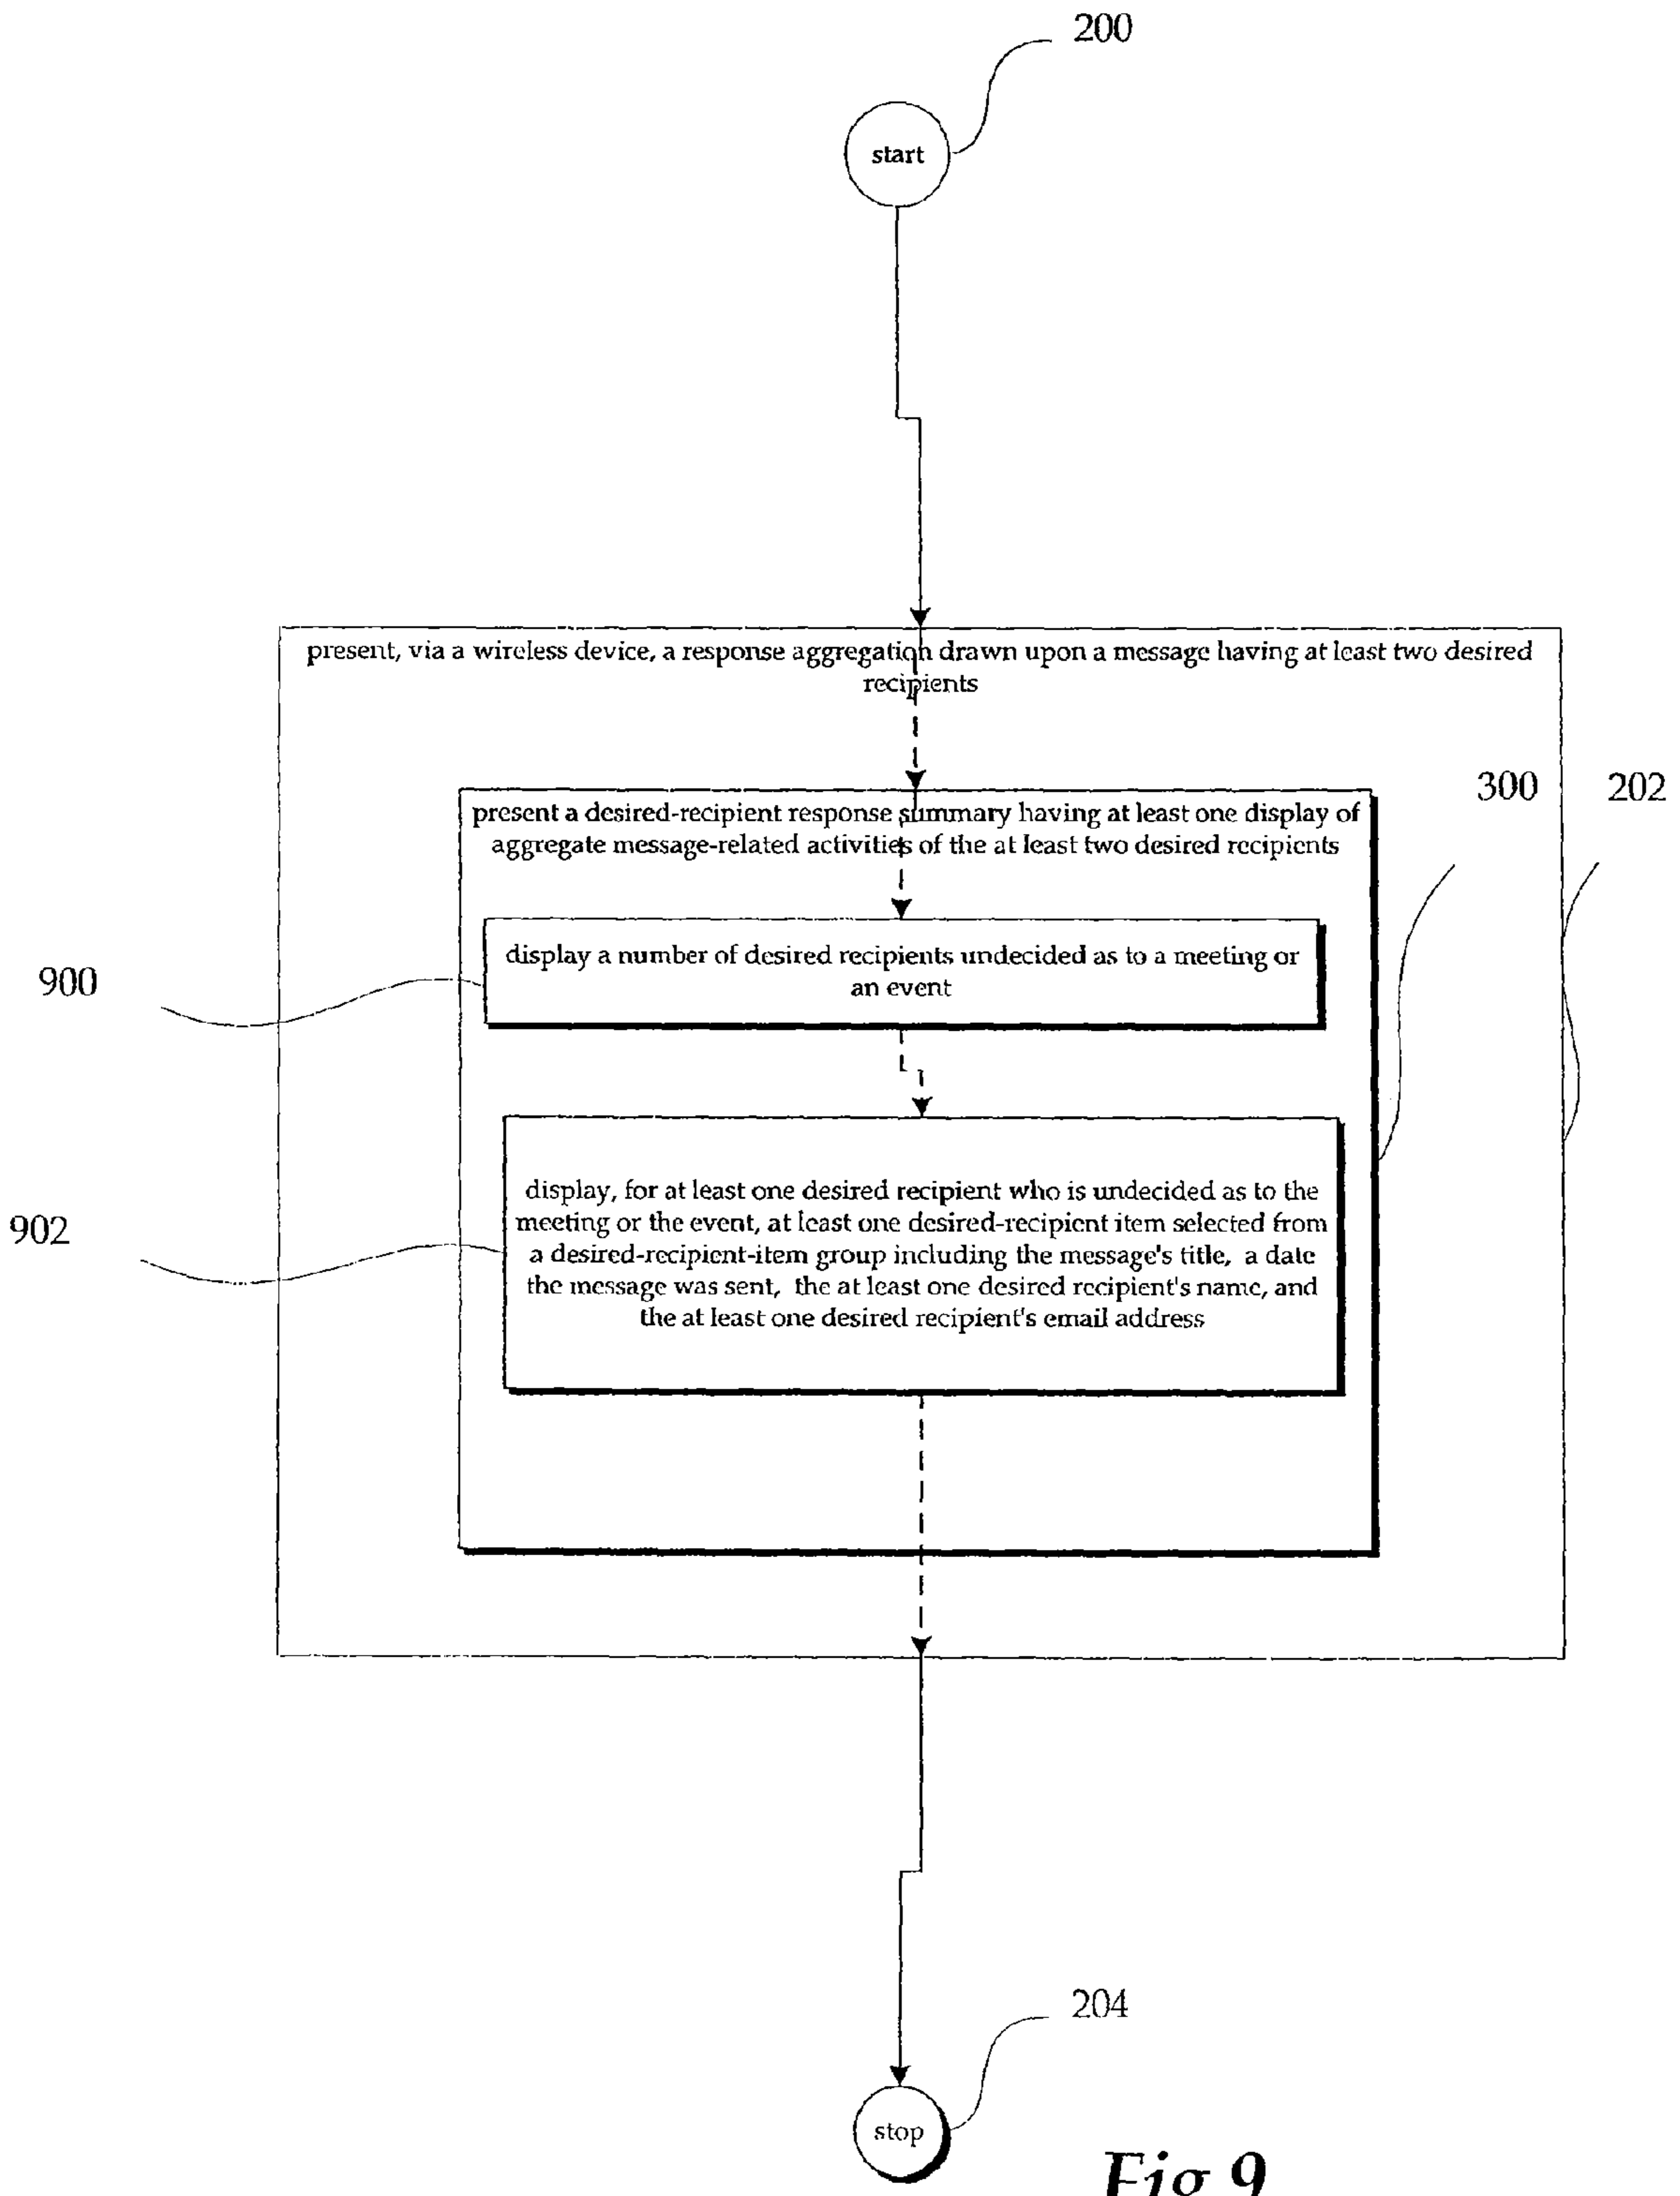 200
start
present, via a wireless device, a response aggregation drawn upon a message having at least two desired
recipients
300
202
present a desired-recipient response summary having at least one display of
aggregate message-related activities of the at least two desired recipients
900
display a number of desired recipients undecided as to a meeting or
an event
902
display, for at least one desired recipient who is undecided as to the
meeting or the event, at least one desired-recipient item selected from
a desired-recipient-item group including the message's title, a date
the message was sent, the at least one desired recipient's name, and
the at least one desired recipient's email address
204
stop
Fig 9